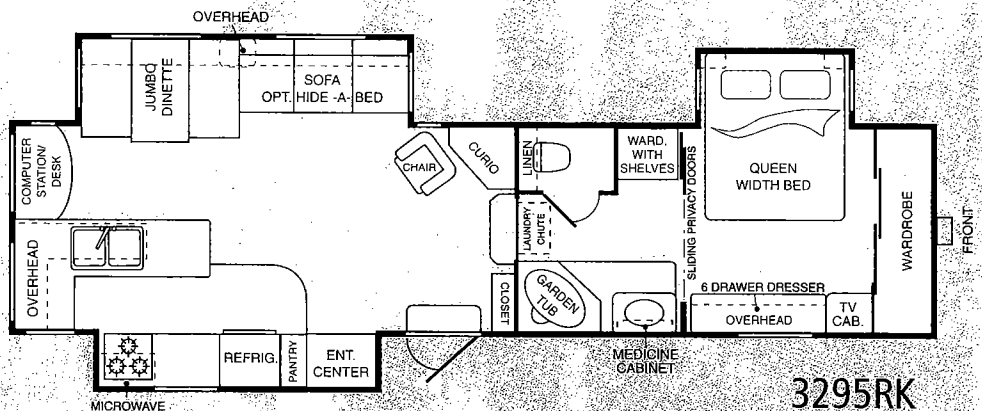 OVERHEAD
JUMBO
DINETTE
SOFA
OPT. HIDE -A- BED
COMPUTER
STATION/
DESK
CHAIR
CURIO
LINEN
WARD.
WITH
SHELVES
SLIDING PRIVACY DOORS
QUEEN
WIDTH BED
WARDROBE
FRONT
OVERHEAD
LAUNDRY
CHUTE
CLOSET
GARDEN
TUB
6 DRAWER DRESSER
OVERHEAD
TV
CAB.
REFRIG.
PANTRY
ENT.
CENTER
MEDICINE
CABINET
MICROWAVE
3295RK